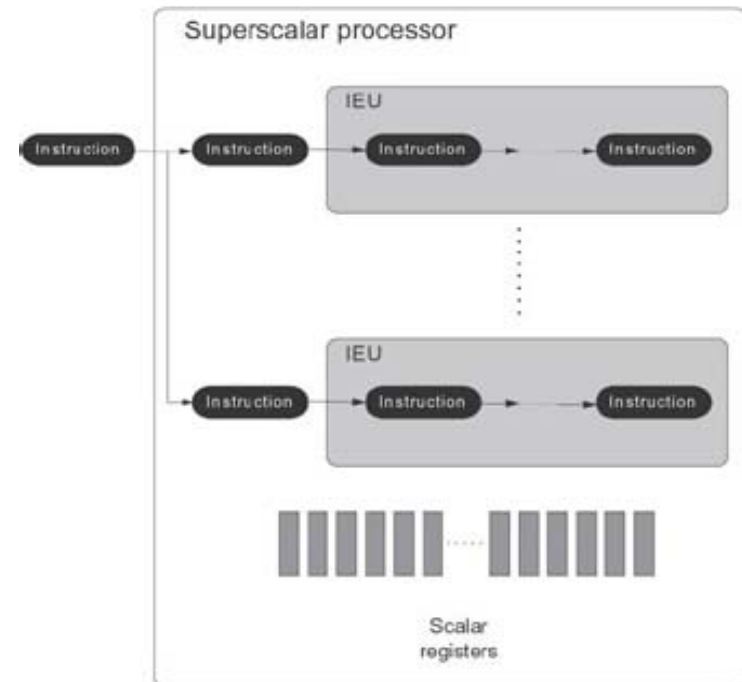 Superscalar processor
IEU
Instruction
Instruction
Instruction
Instruction
IEU
Instruction
Instruction
Instruction
Scalar
registers